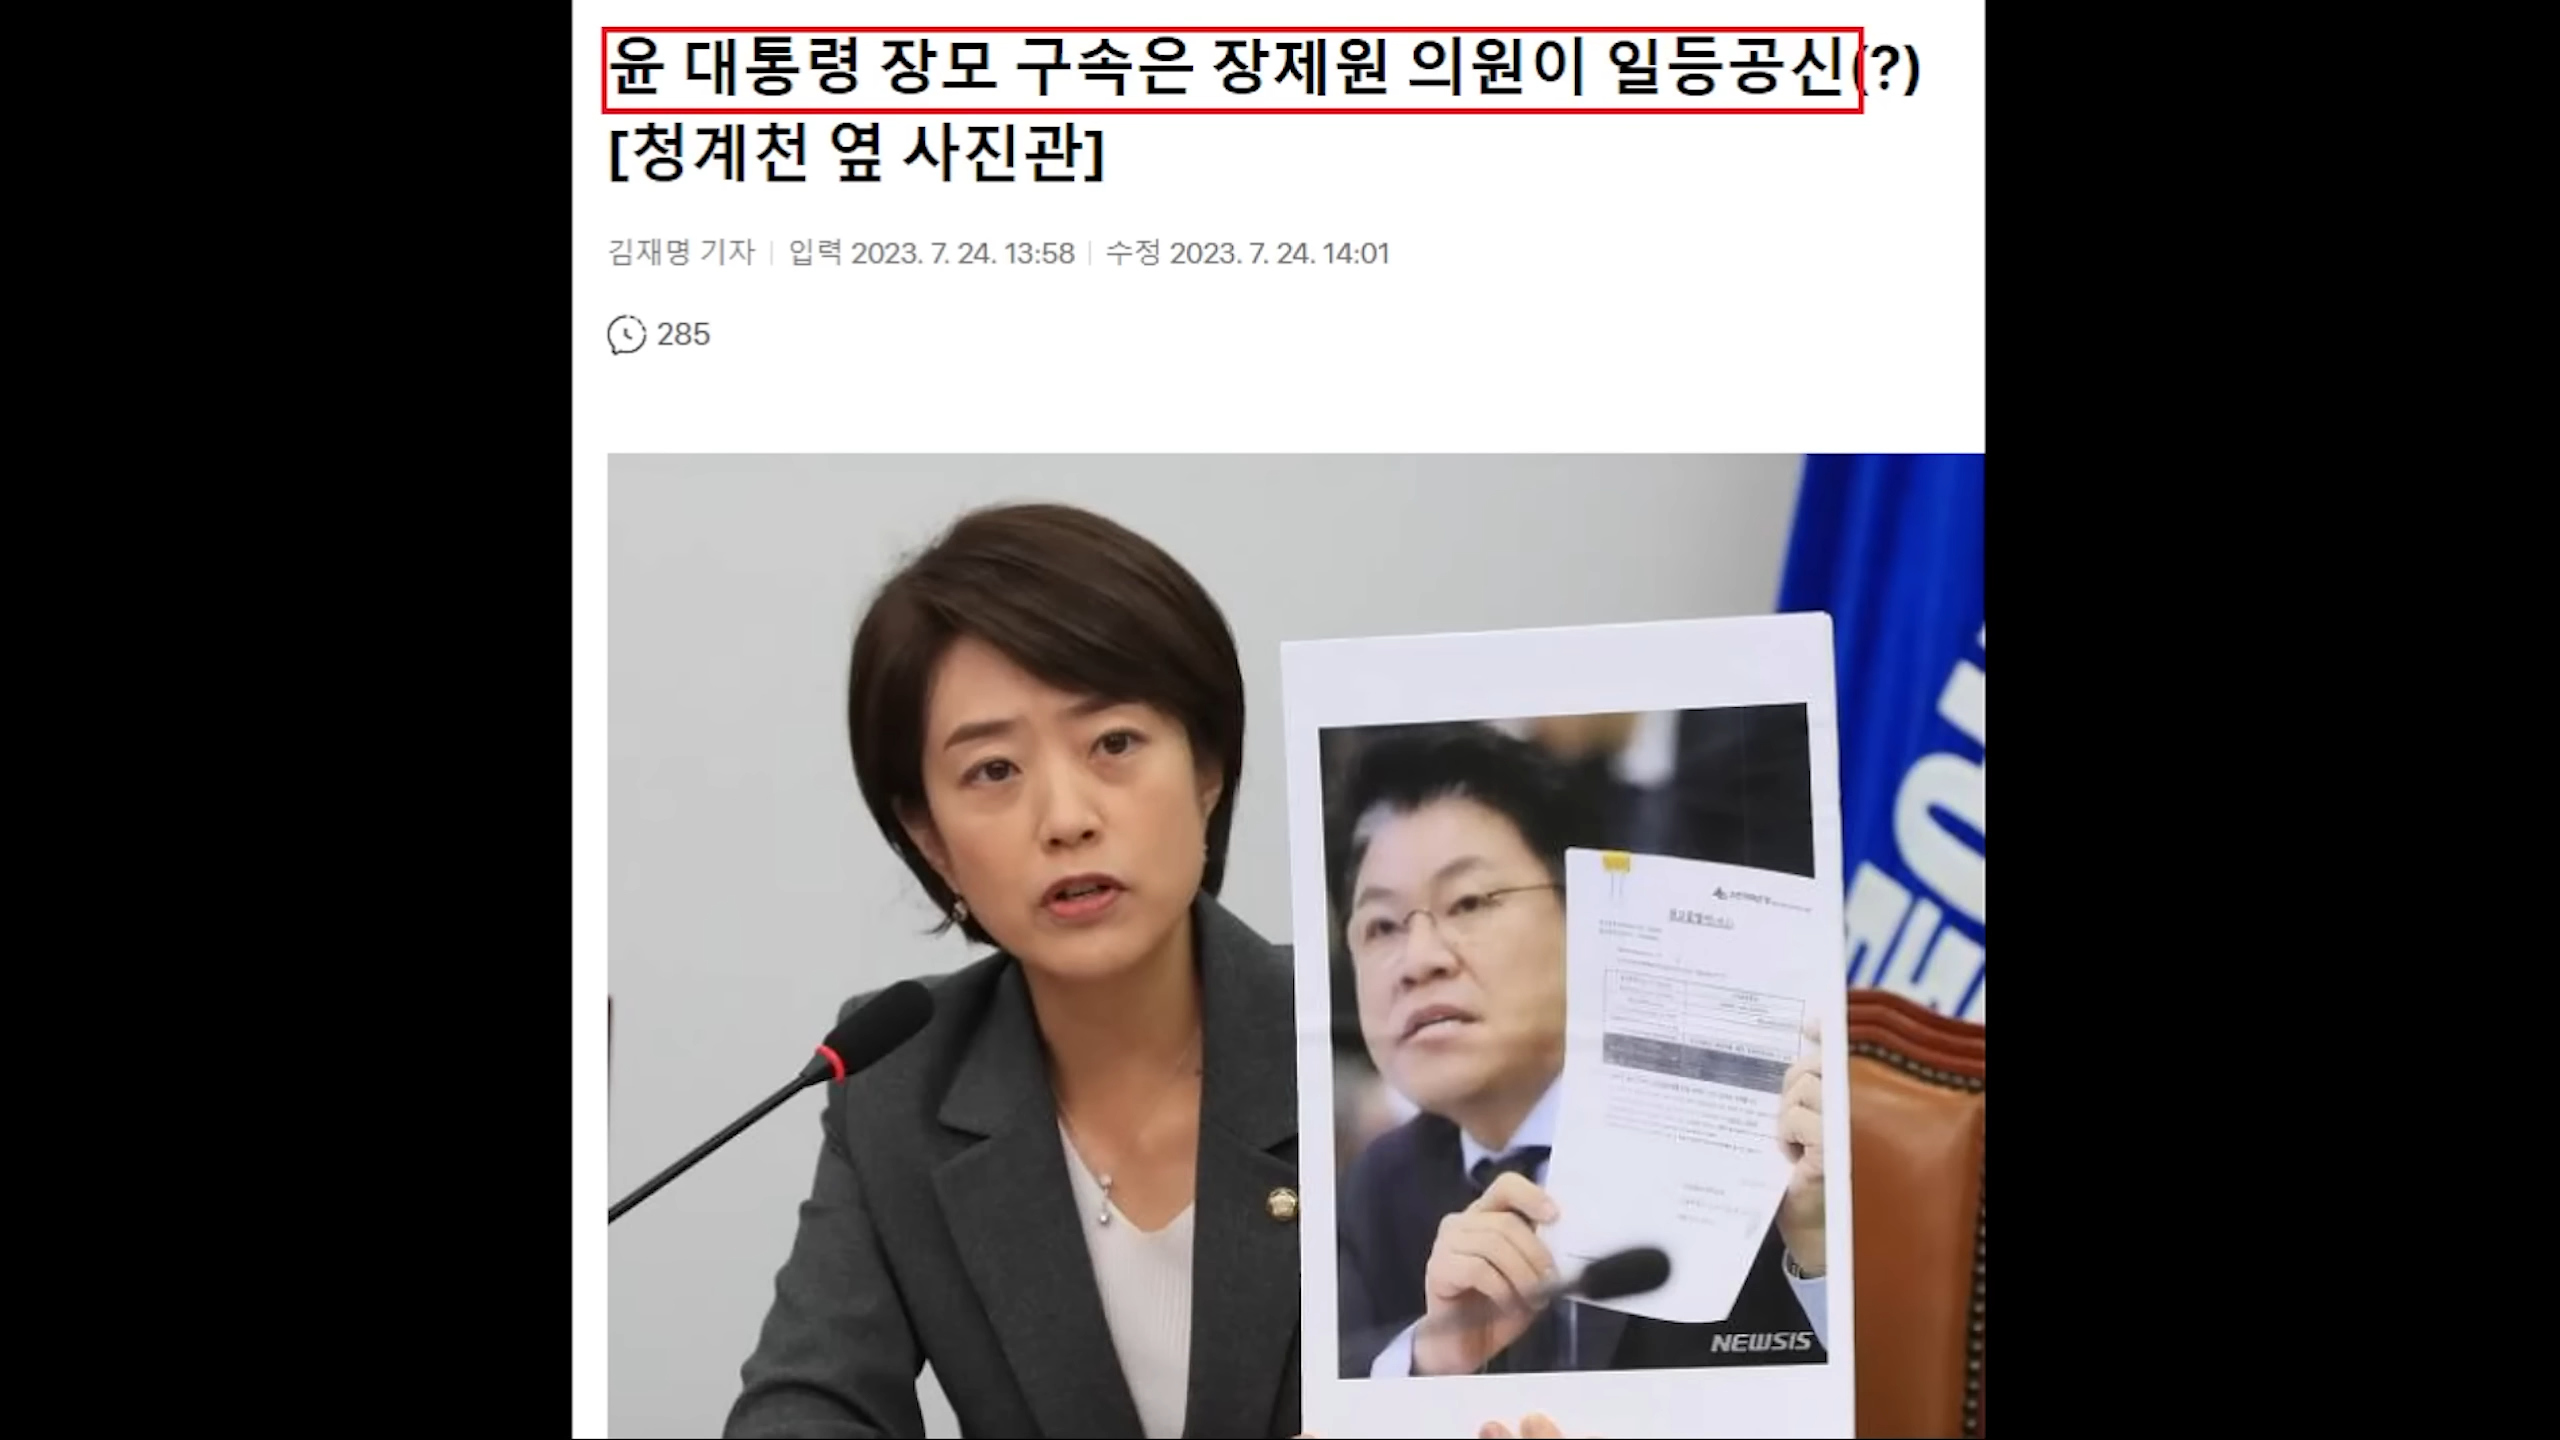 윤 대통령 장모 구속은 장제원 의원이 일등공신(?)
[청계천 옆 사진관]
김재명 기자 | 입력 2023. 7. 24. 13:58 | 수정 2023. 7. 24. 14:01
285
NEWSIS